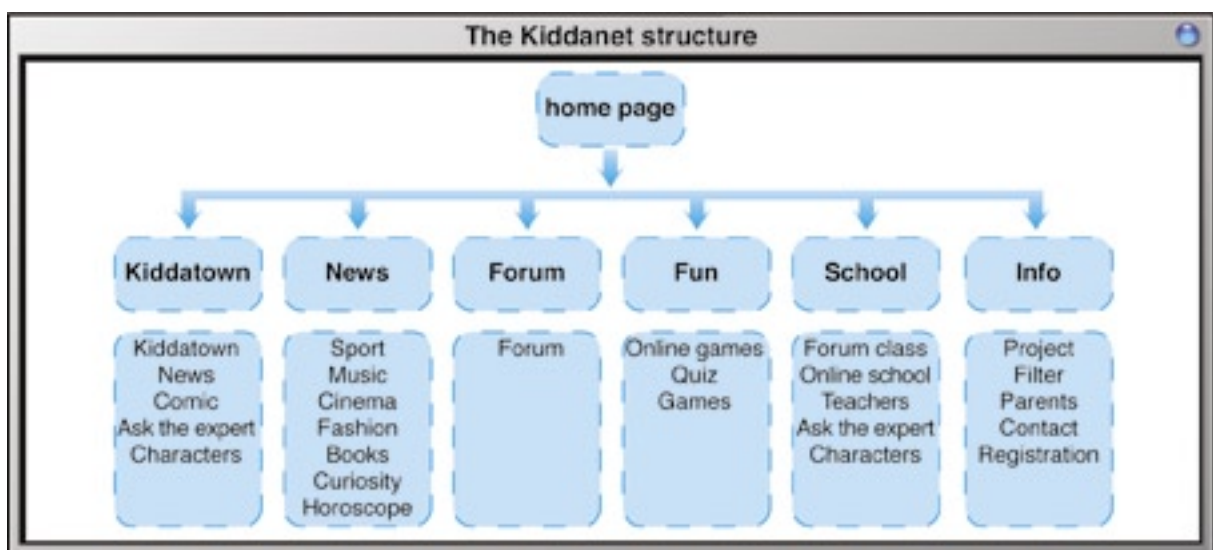 The Kiddanet structure
home page
Kiddatown
News
Forum
Fun
School
Info
Kiddatown
News
Comic
Ask the expert
Characters
Sport
Music
Cinema
Fashion
Books
Curiosity
Horoscope
Forum
Online games
Quiz
Games
Forum class
Online school
Teachers
Ask the expert
Characters
Project
Filter
Parents
Contact
Registration